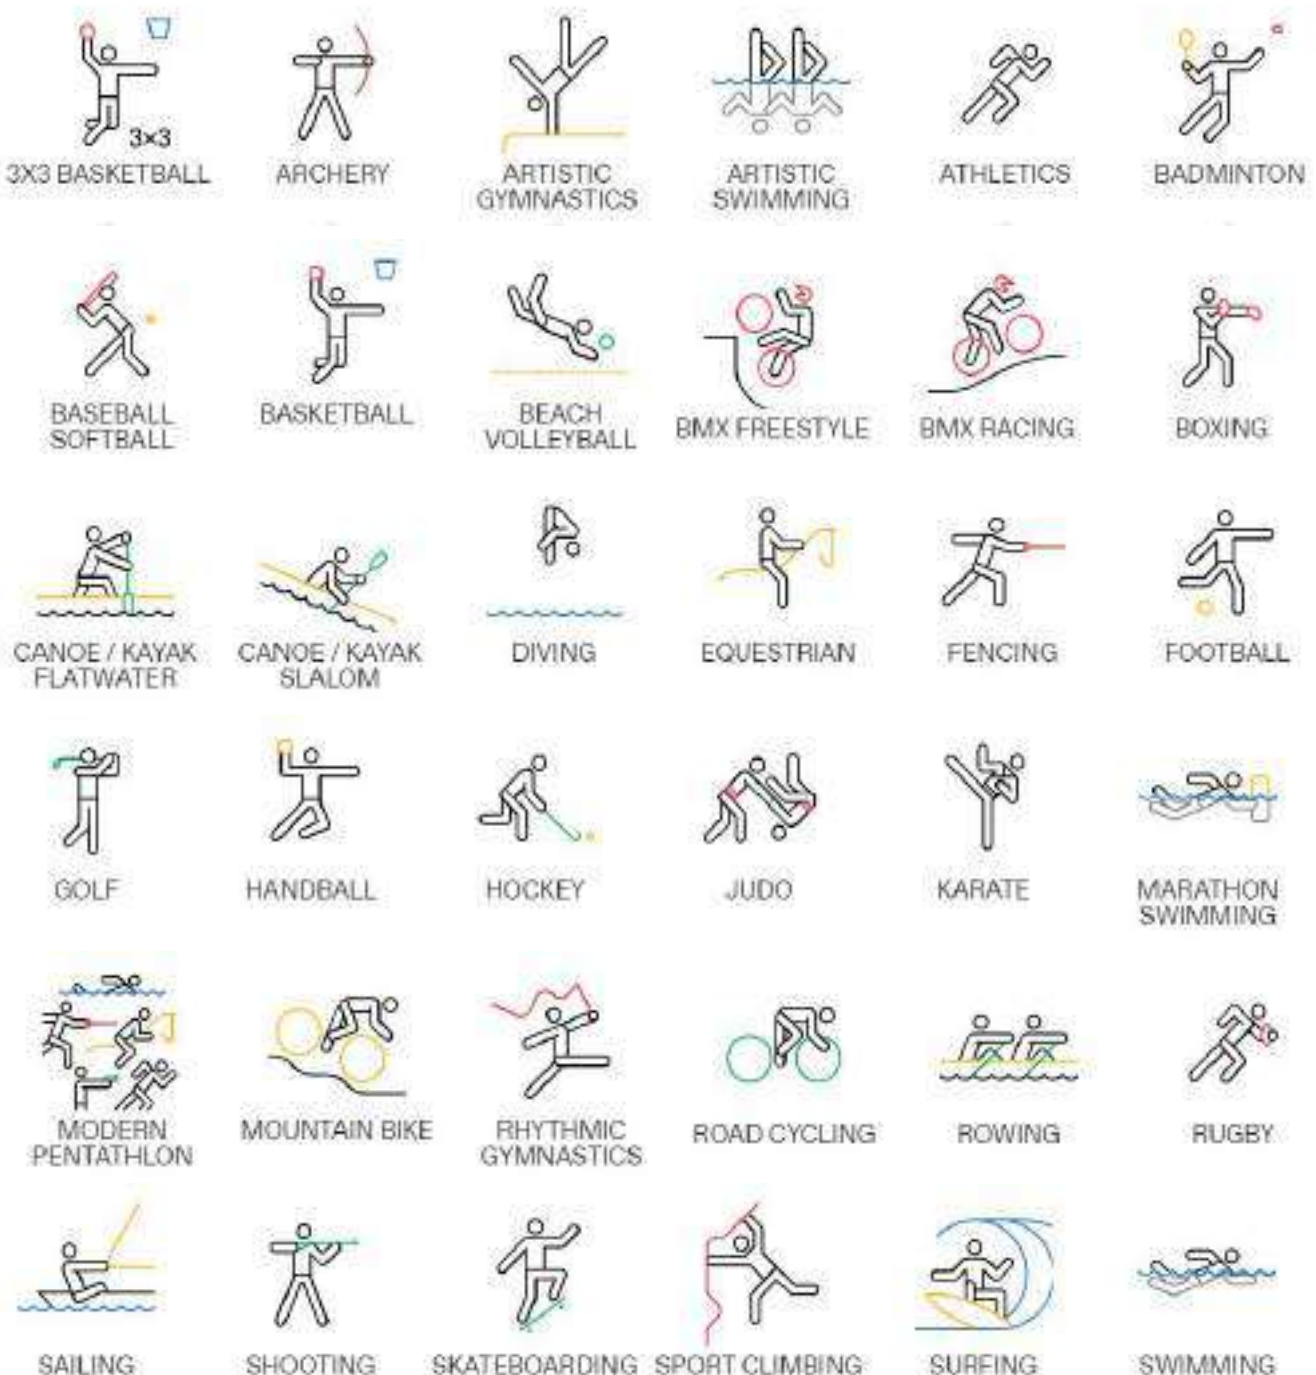 3x3
3X3 BASKETBALL
ARCHERY
ARTISTIC
GYMNASTICS
ARTISTIC
SWIMMING
ATHLETICS
BADMINTON
BASEBALL
SOFTBALL
BASKETBALL
BEACH
VOLLEYBALL
BMX FREESTYLE
BMX RACING
BOXING
CANOE / KAYAK
FLATWATER
CANOE / KAYAK
SLALOM
DIVING
EQUESTRIAN
FENCING
FOOTBALL
GOLF
HANDBALL
HOCKEY
JUDO
KARATE
MARATHON
SWIMMING
MODERN
PENTATHLON
MOUNTAIN BIKE
RHYTHMIC
GYMNASTICS
ROAD CYCLING
ROWING
RUGBY
SAILING
SHOOTING
SKATEBOARDING
SPORT CLIMBING
SURFING
SWIMMING